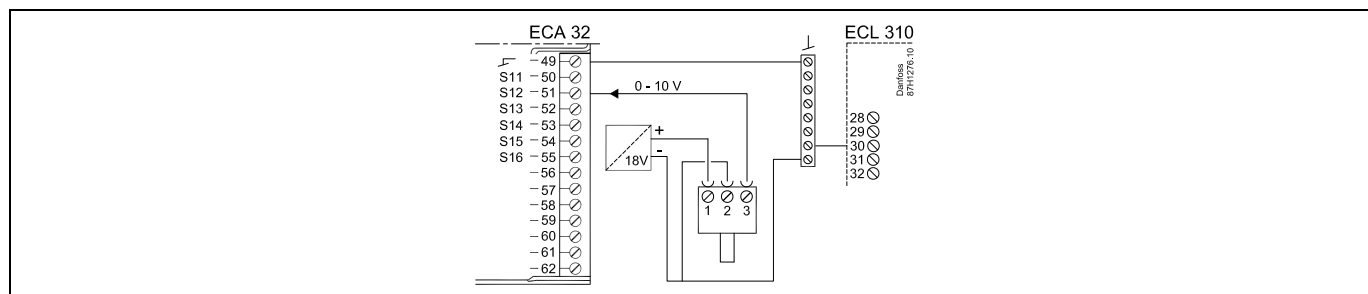 ECA 32
ECL 310
49
S11 50
S12 51
S13 52
S14 53
S15 54
S16 55
56
57
58
59
60
61
62
0 - 10 V
+
-
18V
1 2 3
Danfoss
87H1276.10
28
29
30
31
32